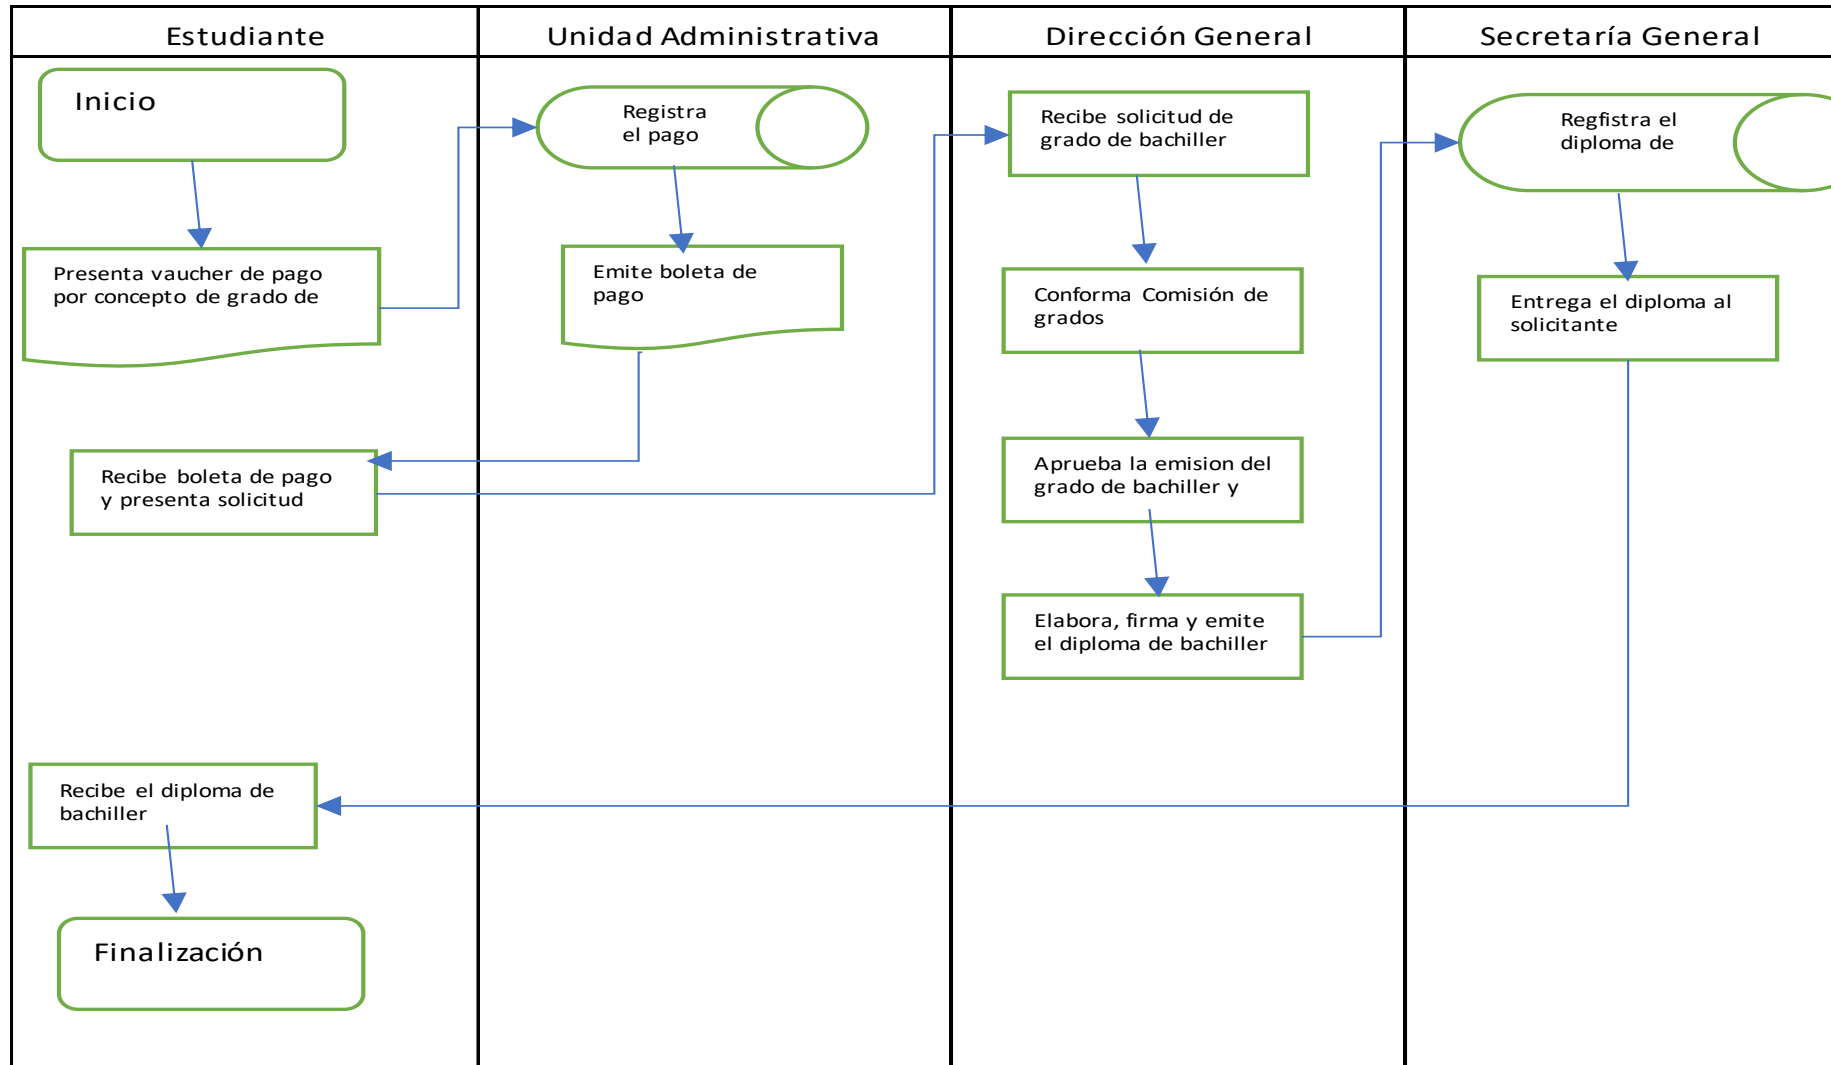 Estudiante
Unidad Administrativa
Dirección General
Secretaría General
Inicio
Presenta vaucher de pago
por concepto de grado de
Recibe boleta de pago
y presenta solicitud
Recibe el diploma de
bachiller
Finalización
Registra
el pago
Emite boleta de
pago
Recibe solicitud de
grado de bachiller
Conforma Comisión de
grados
Aprueba la emision del
grado de bachiller y
Elabora, firma y emite
el diploma de bachiller
Regfistra el
diploma de
Entrega el diploma al
solicitante